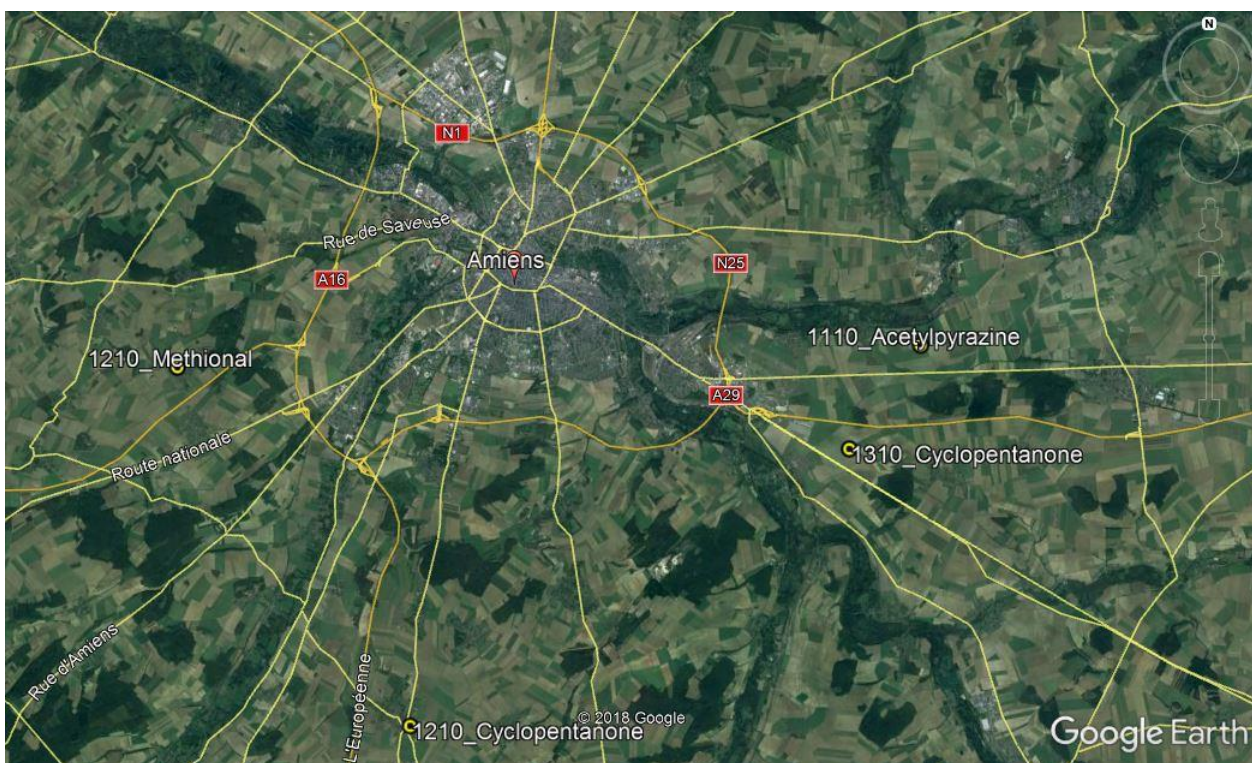 N
N1
Rue de Saveuse
Amiens
N25
A16
1110_Acetylpyrazine
1210_Methional
A29
Route nationale
1310_Cyclopentanone
Rue d'Amiens
L'Européenne
© 2018 Google
1210_Cyclopentanone
Google Earth